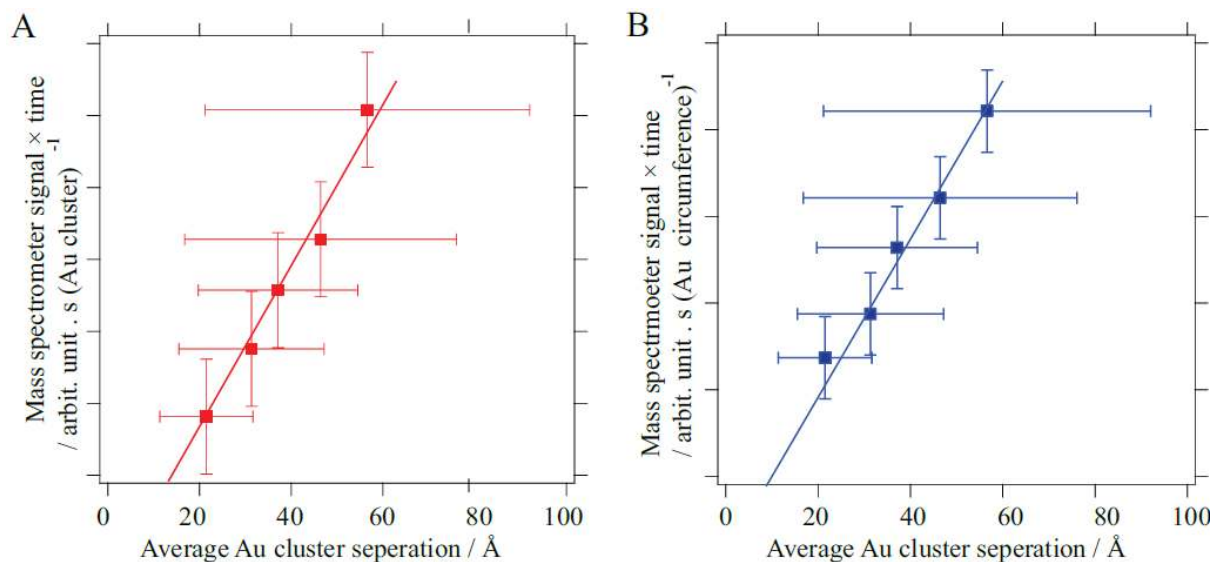 A
Mass spectrometer signal × time
/ arbit. unit . s (Au cluster)-1
0 20 40 60 80 100
Average Au cluster seperation / Å
B
Mass spectrmoeter signal × time
/ arbit. unit . s (Au circumference)-1
0 20 40 60 80 100
Average Au cluster seperation / Å